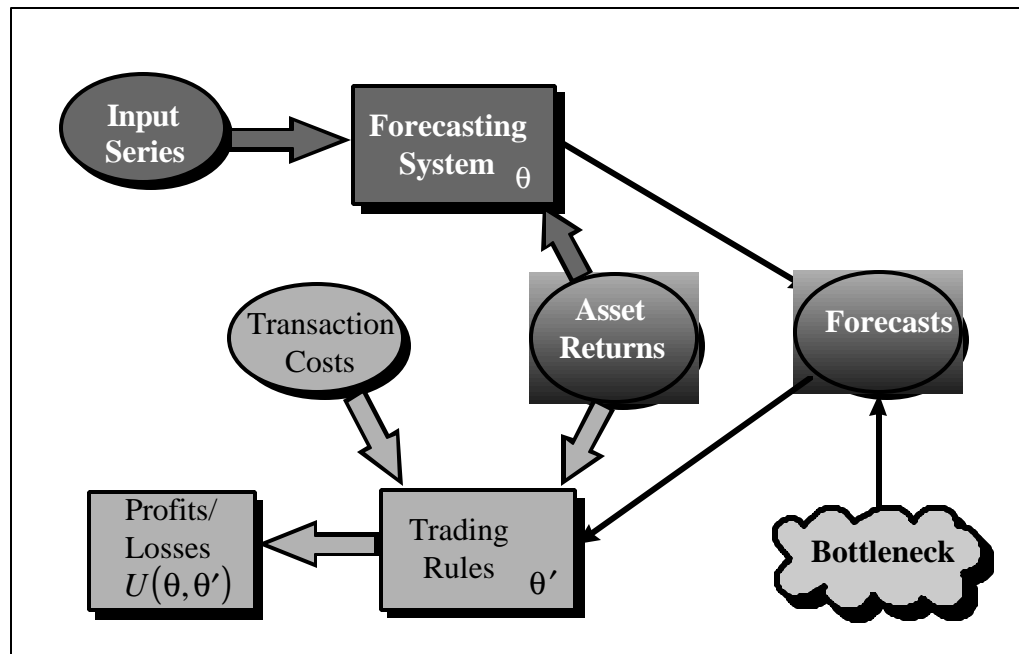 Input
Series
Forecasting
System θ
Transaction
Costs
Asset
Returns
Forecasts
Profits/
Losses
U(θ,θ′)
Trading
Rules θ′
Bottleneck